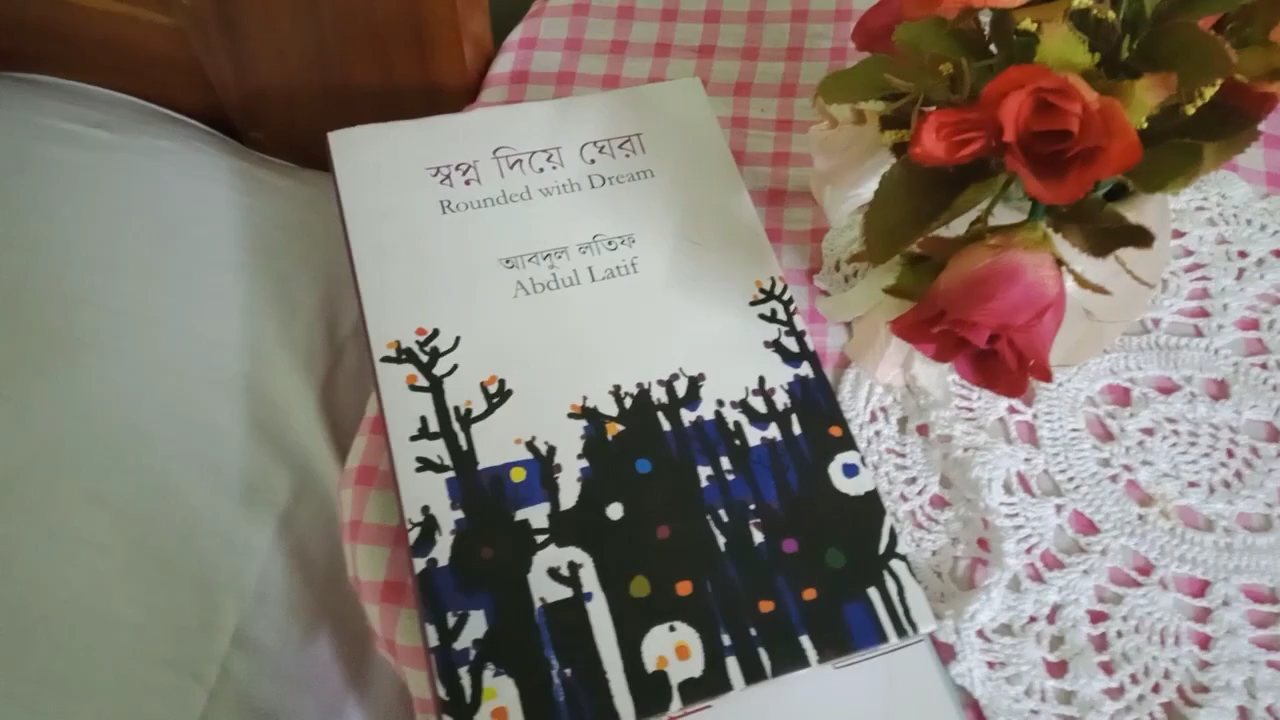 স্বপ্ন দিয়ে ঘেরা
Rounded with Dream
আবদুল লতিফ
Abdul Latif